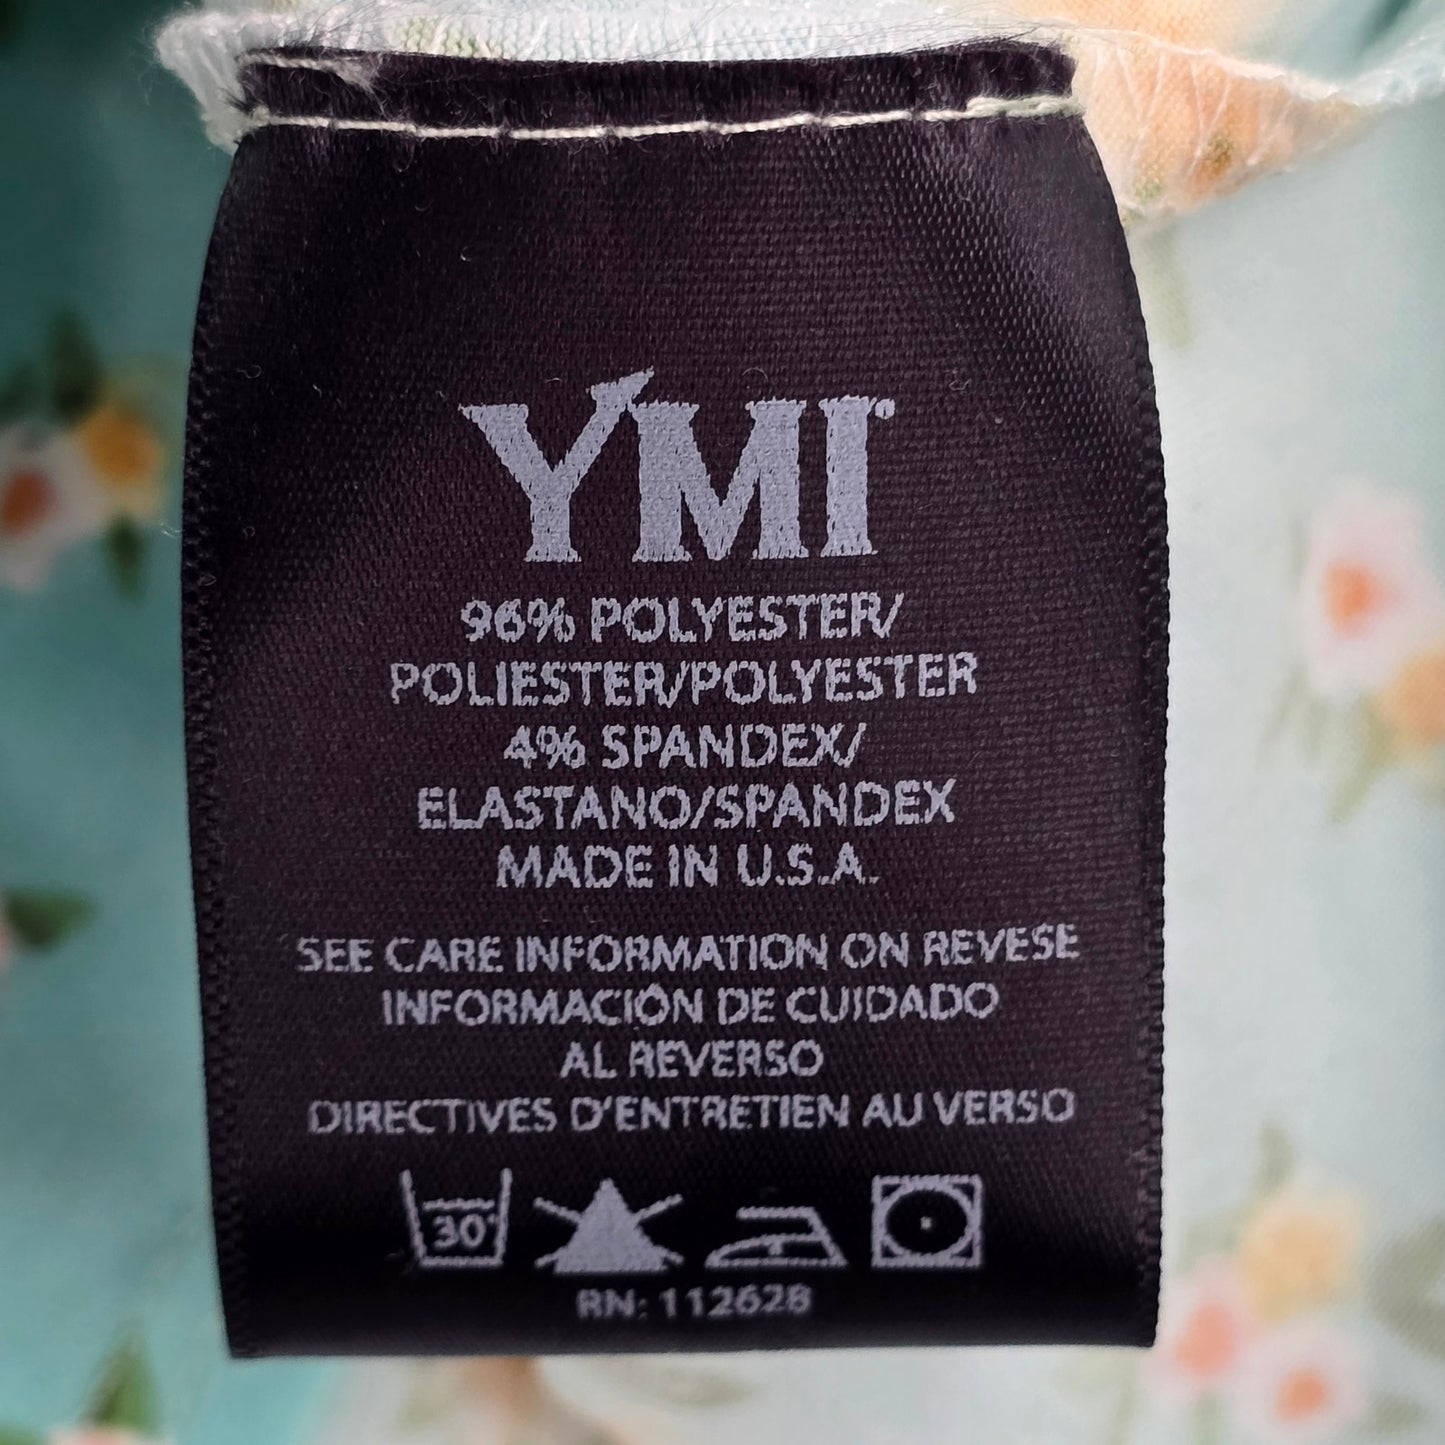 YMI
96% POLYESTER/
POLIESTER/POLYESTER
4% SPANDEX/
ELASTANO/SPANDEX
MADE IN U.S.A.
SEE CARE INFORMATION ON REVESE
INFORMACIÓN DE CUIDADO
AL REVERSO
DIRECTIVES D'ENTRETIEN AU VERSO
30°
RN: 112628